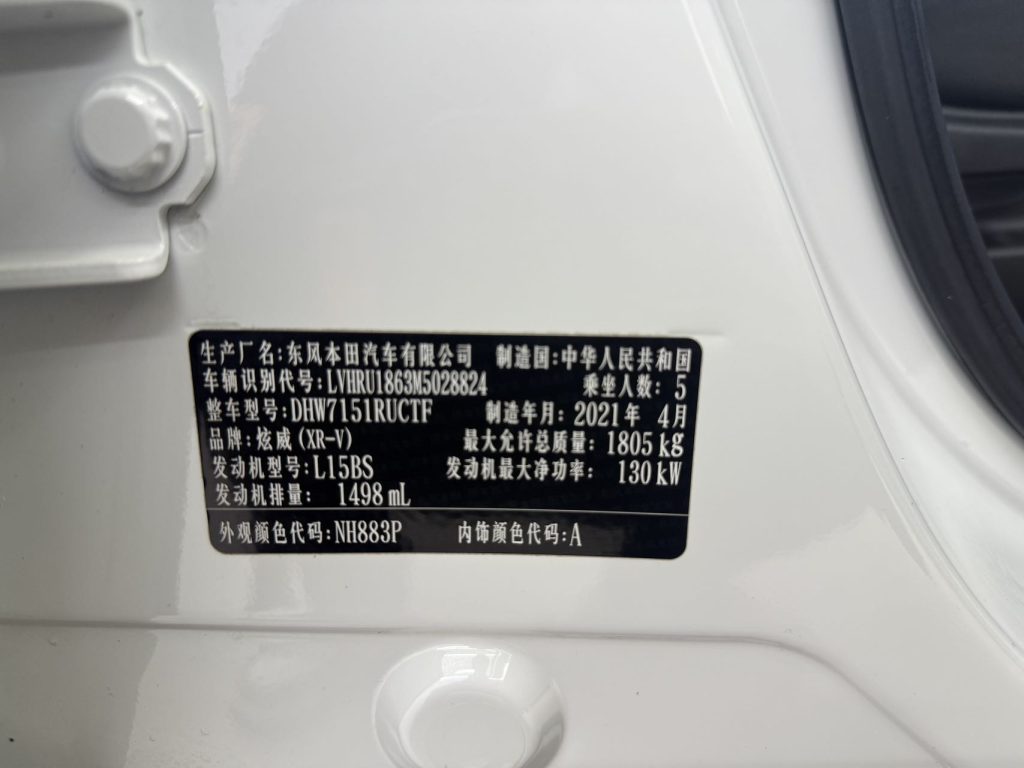 生产厂名:东风本田汽车有限公司 制造国:中华人民共和国
车辆识别代号:LVHRU1863M5028824 乘坐人数: 5
整车型号:DHW7151RUCTF 制造年月: 2021年 4月
品牌:炫威(XR-V) 最大允许总质量: 1805 kg
发动机型号:L15BS 发动机最大净功率: 130 kW
发动机排量: 1498 mL
外观颜色代码:NH883P 内饰颜色代码:A